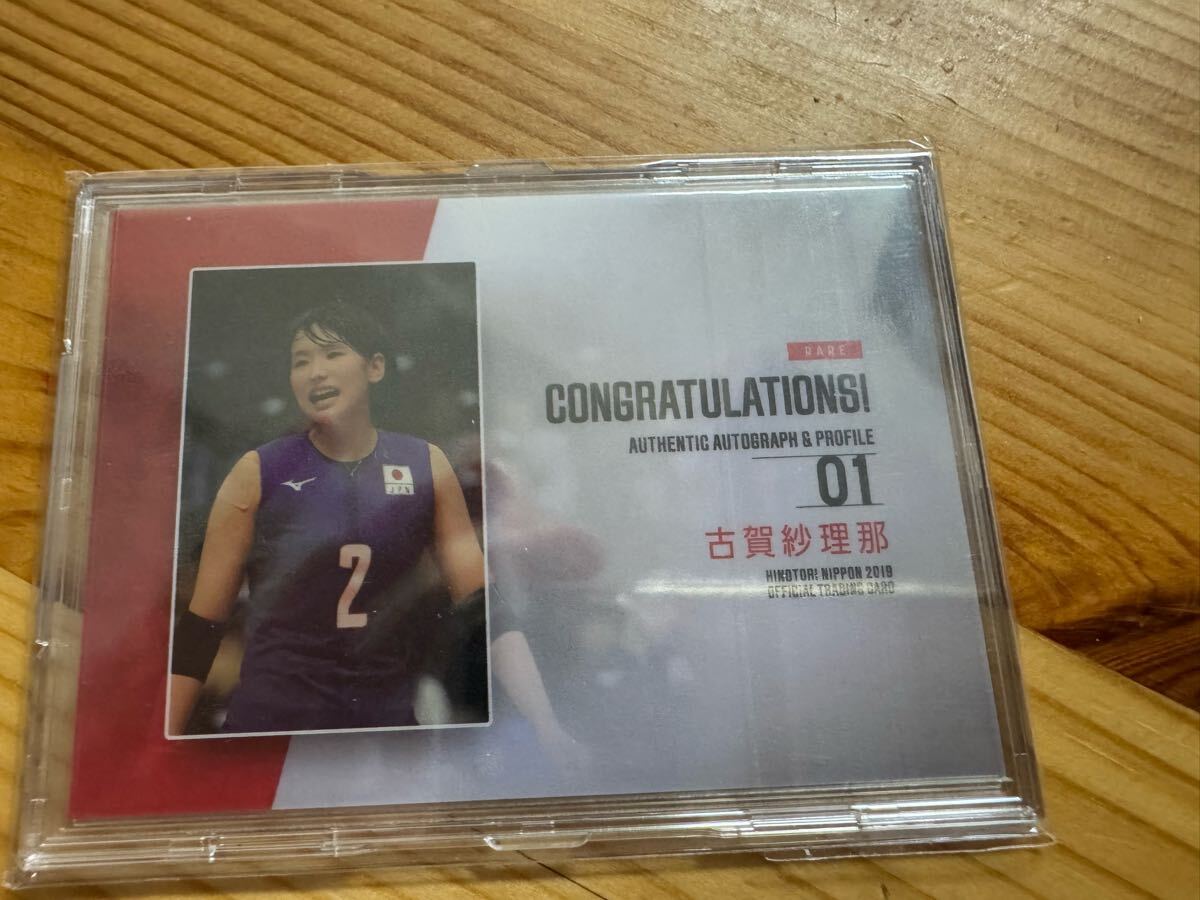 JPN
2
RARE
CONGRATULATIONS!
AUTHENTIC AUTOGRAPH & PROFILE
01
古賀紗理那
HINOTORI NIPPON 2019
OFFICIAL TRADING CARD